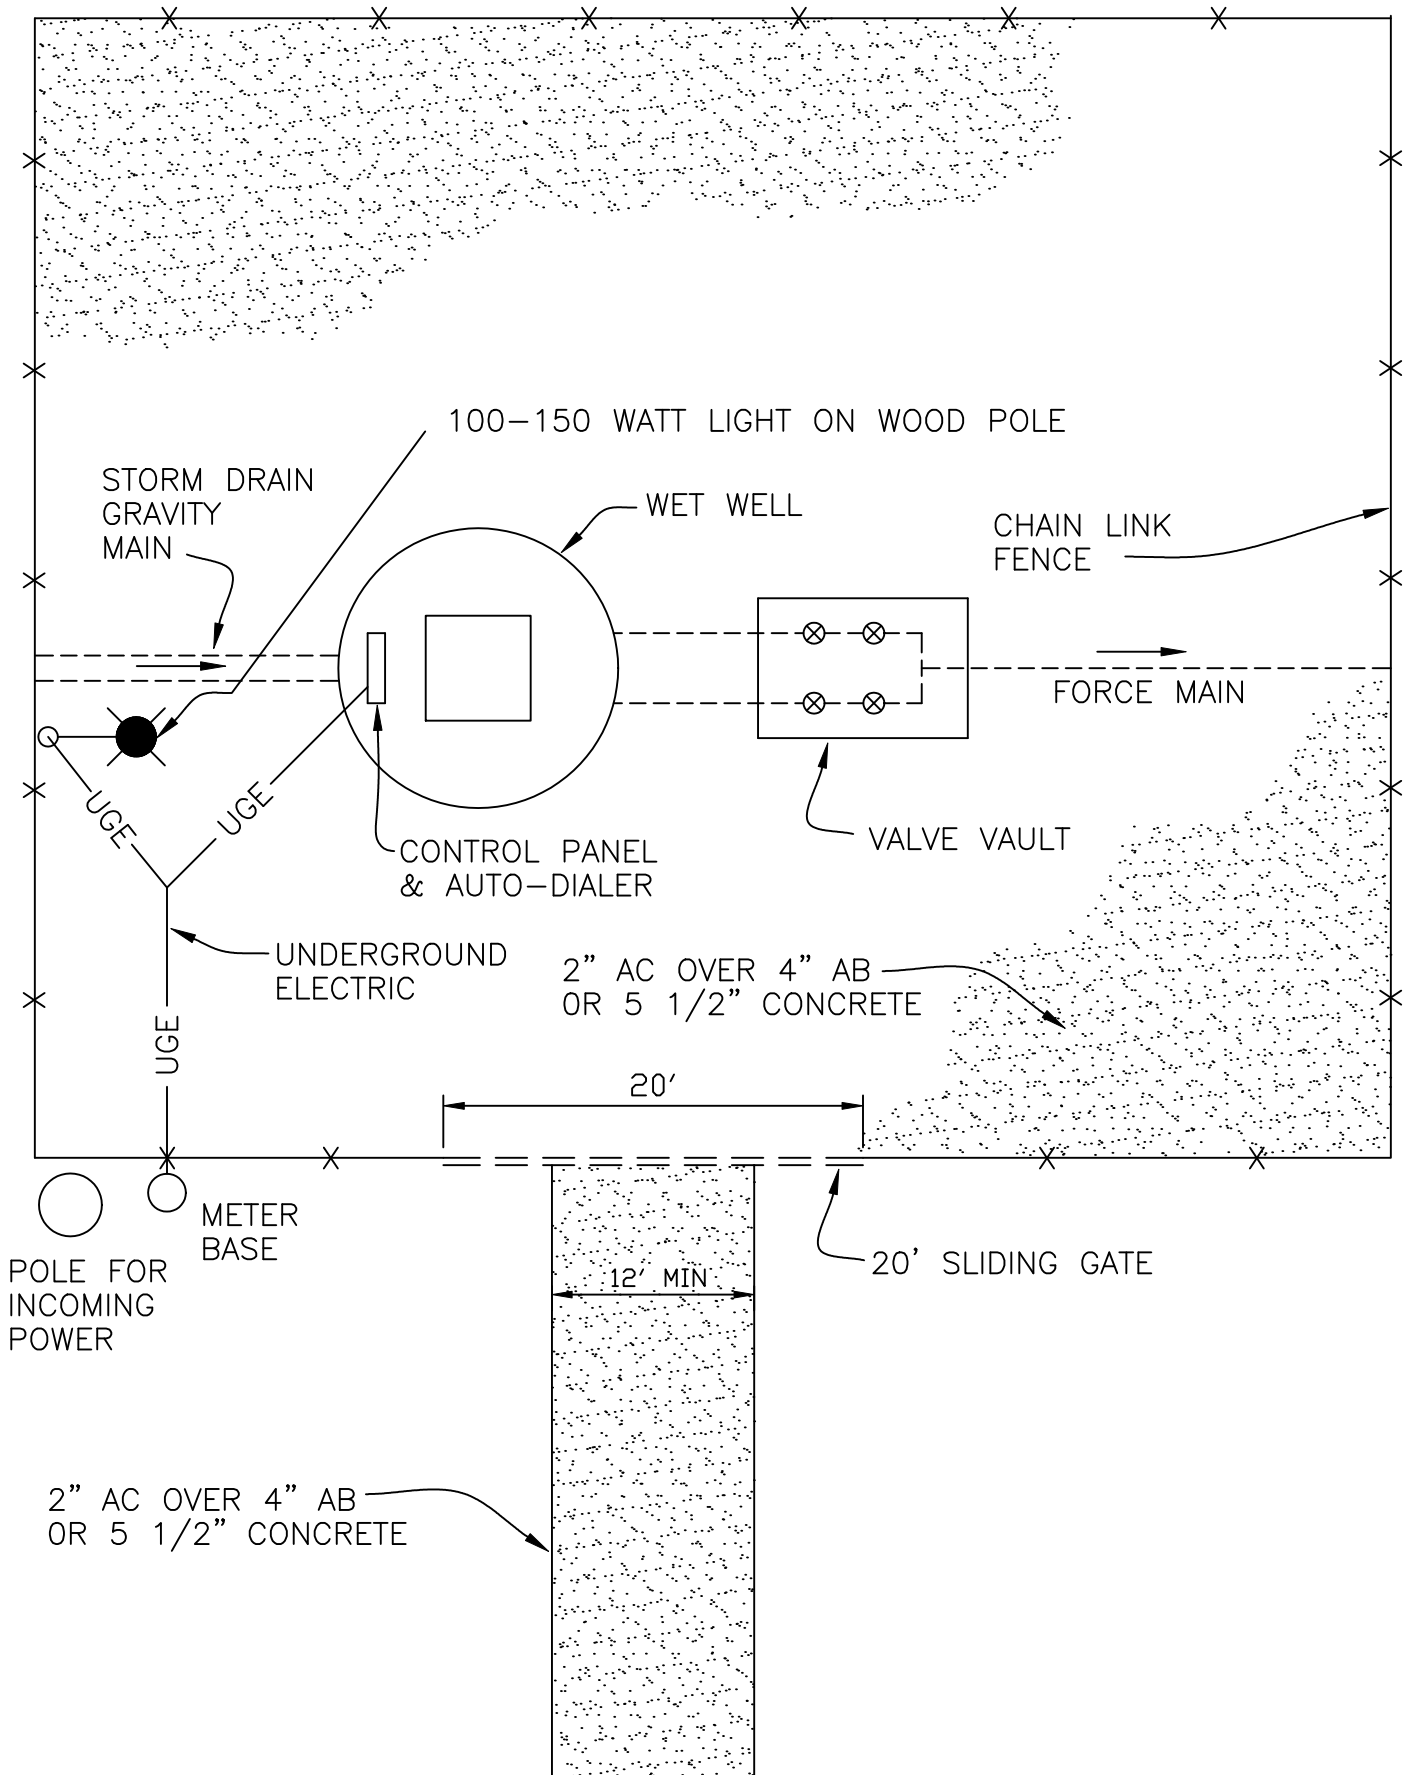 100-150 WATT LIGHT ON WOOD POLE
STORM DRAIN
GRAVITY
MAIN
WET WELL
CHAIN LINK
FENCE
FORCE MAIN
UGE
UGE
VALVE VAULT
CONTROL PANEL
& AUTO-DIALER
UNDERGROUND
ELECTRIC
2" AC OVER 4" AB
OR 5 1/2" CONCRETE
UGE
20'
METER
BASE
20' SLIDING GATE
POLE FOR
INCOMING
POWER
12' MIN
2" AC OVER 4" AB
OR 5 1/2" CONCRETE